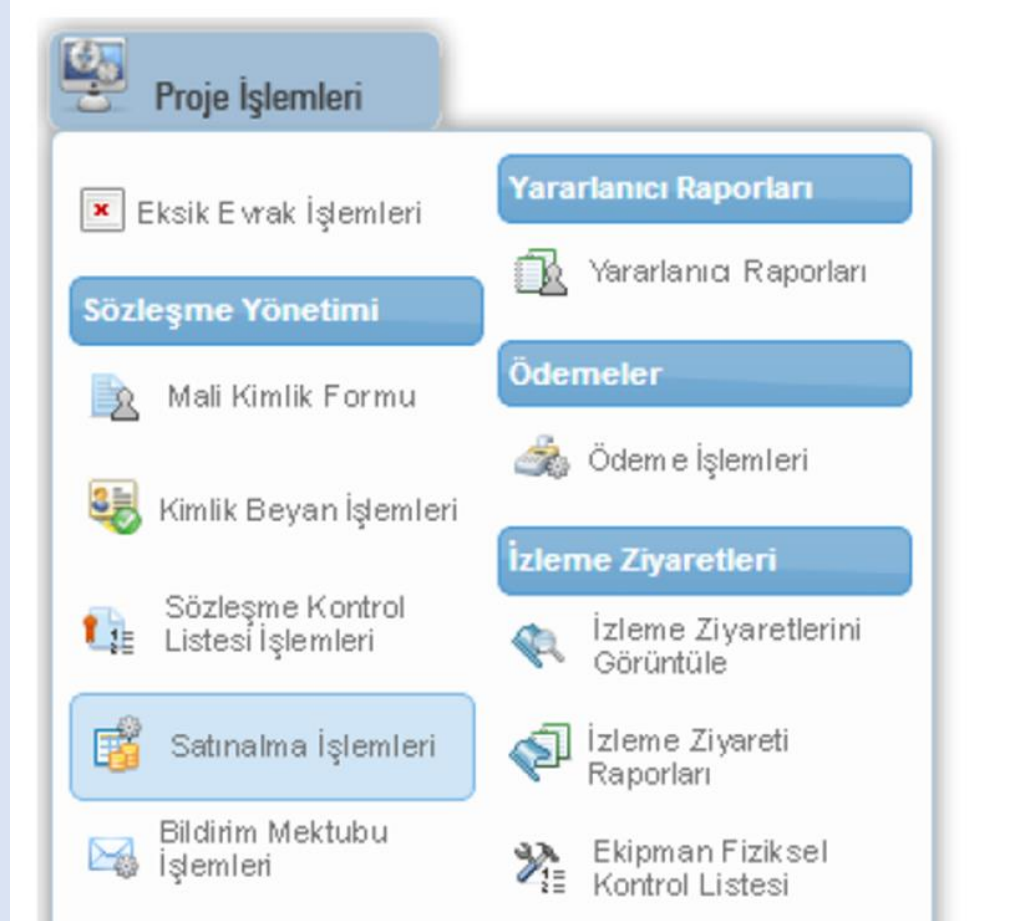 Proje İşlemleri
Eksik Evrak İşlemleri
Sözleşme Yönetimi
Mali Kimlik Formu
Kimlik Beyan İşlemleri
Sözleşme Kontrol
Listesi İşlemleri
Satınalma İşlemleri
Bildirim Mektubu
İşlemleri
Yararlanıcı Raporları
Yararlanıcı Raporları
Ödemeler
Ödeme İşlemleri
İzleme Ziyaretleri
İzleme Ziyaretlerini
Görüntüle
İzleme Ziyareti
Raporları
Ekipman Fiziksel
Kontrol Listesi